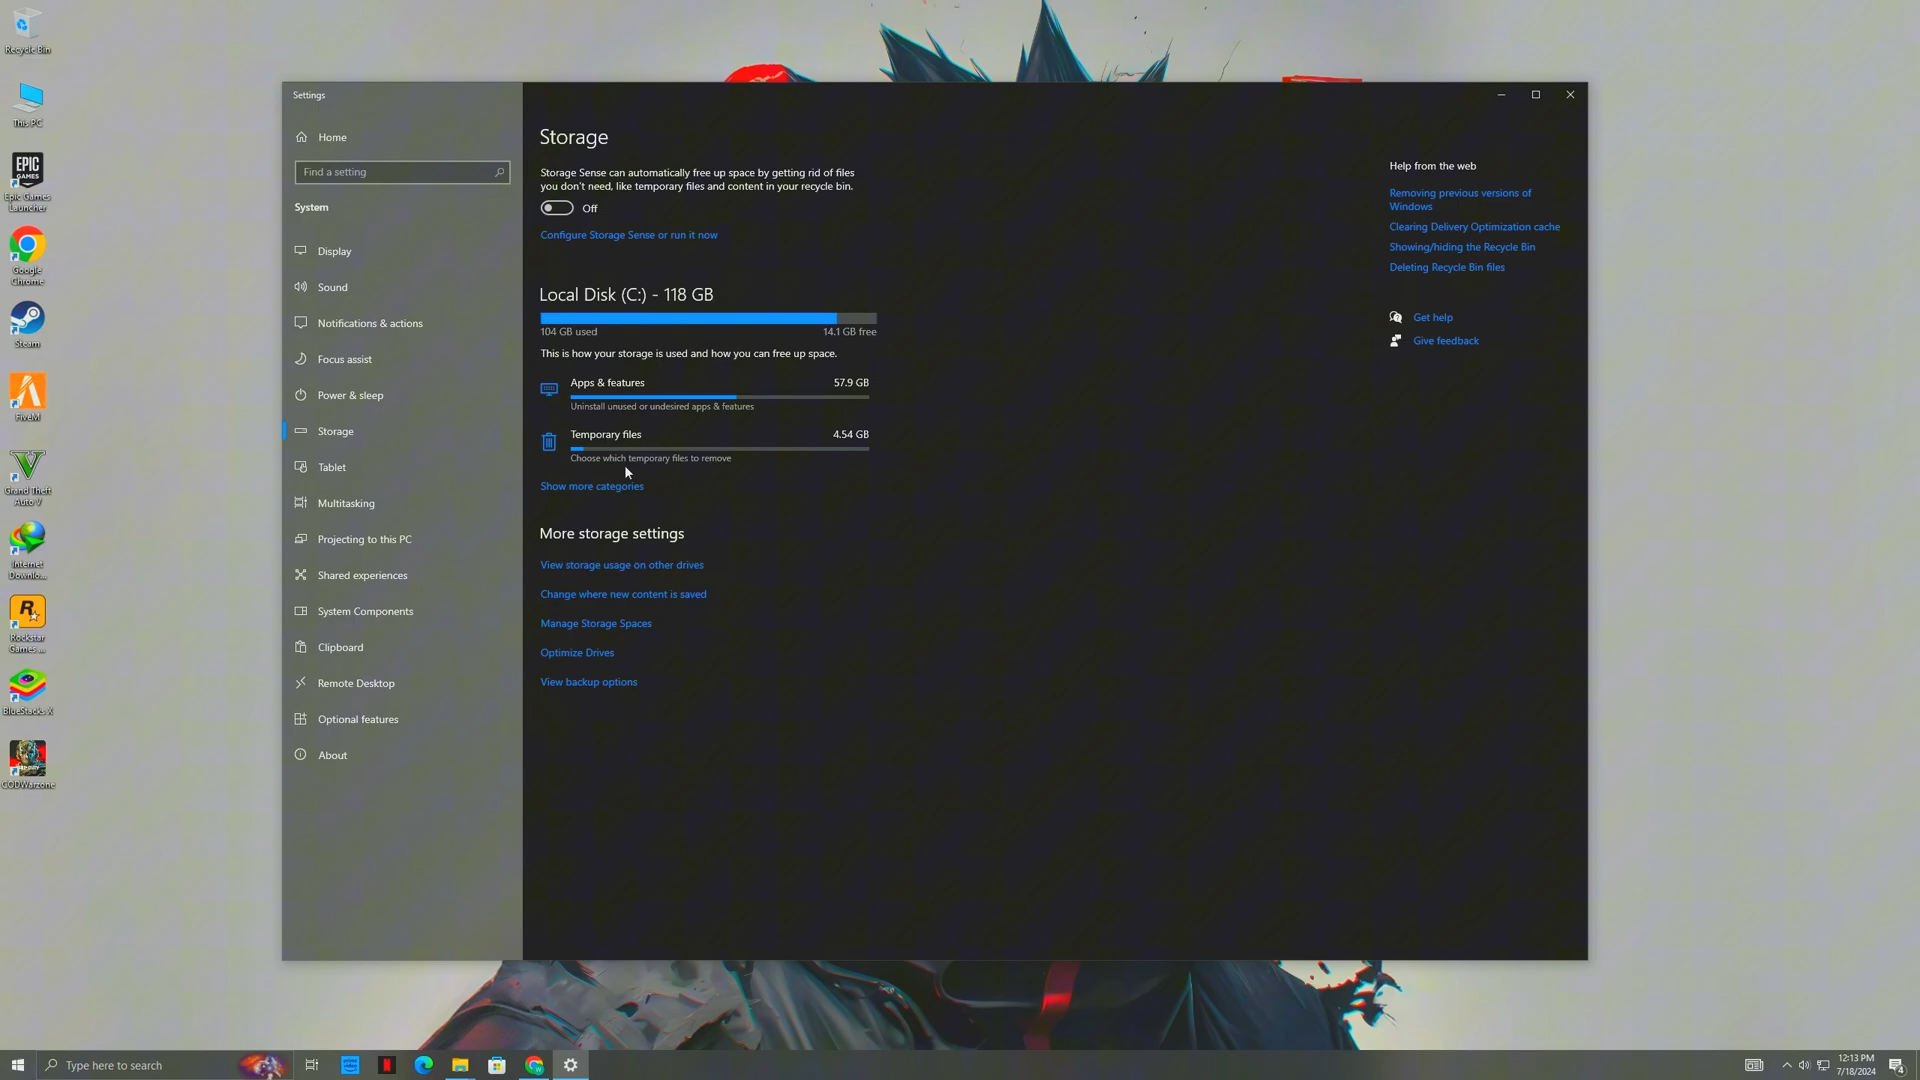 Recycle Bin
This PC
EPIC
GAMES
Epic Games
Launcher
Google
Chrome
Steam
FiveM
Grand Theft
Auto V
Internet
Downlo...
Rockstar
Games ...
BlueStacks X
CODWarzone
Settings
Home
Find a setting
System
Display
Sound
Notifications & actions
Focus assist
Power & sleep
Storage
Tablet
Multitasking
Projecting to this PC
Shared experiences
System Components
Clipboard
Remote Desktop
Optional features
About
Storage
Storage Sense can automatically free up space by getting rid of files
you don't need, like temporary files and content in your recycle bin.
Off
Configure Storage Sense or run it now
Local Disk (C:) - 118 GB
104 GB used 14.1 GB free
This is how your storage is used and how you can free up space.
Apps & features 57.9 GB
Uninstall unused or undesired apps & features
Temporary files 4.54 GB
Choose which temporary files to remove
Show more categories
More storage settings
View storage usage on other drives
Change where new content is saved
Manage Storage Spaces
Optimize Drives
View backup options
Help from the web
Removing previous versions of
Windows
Clearing Delivery Optimization cache
Showing/hiding the Recycle Bin
Deleting Recycle Bin files
Get help
Give feedback
Type here to search
12:13 PM
7/18/2024
4